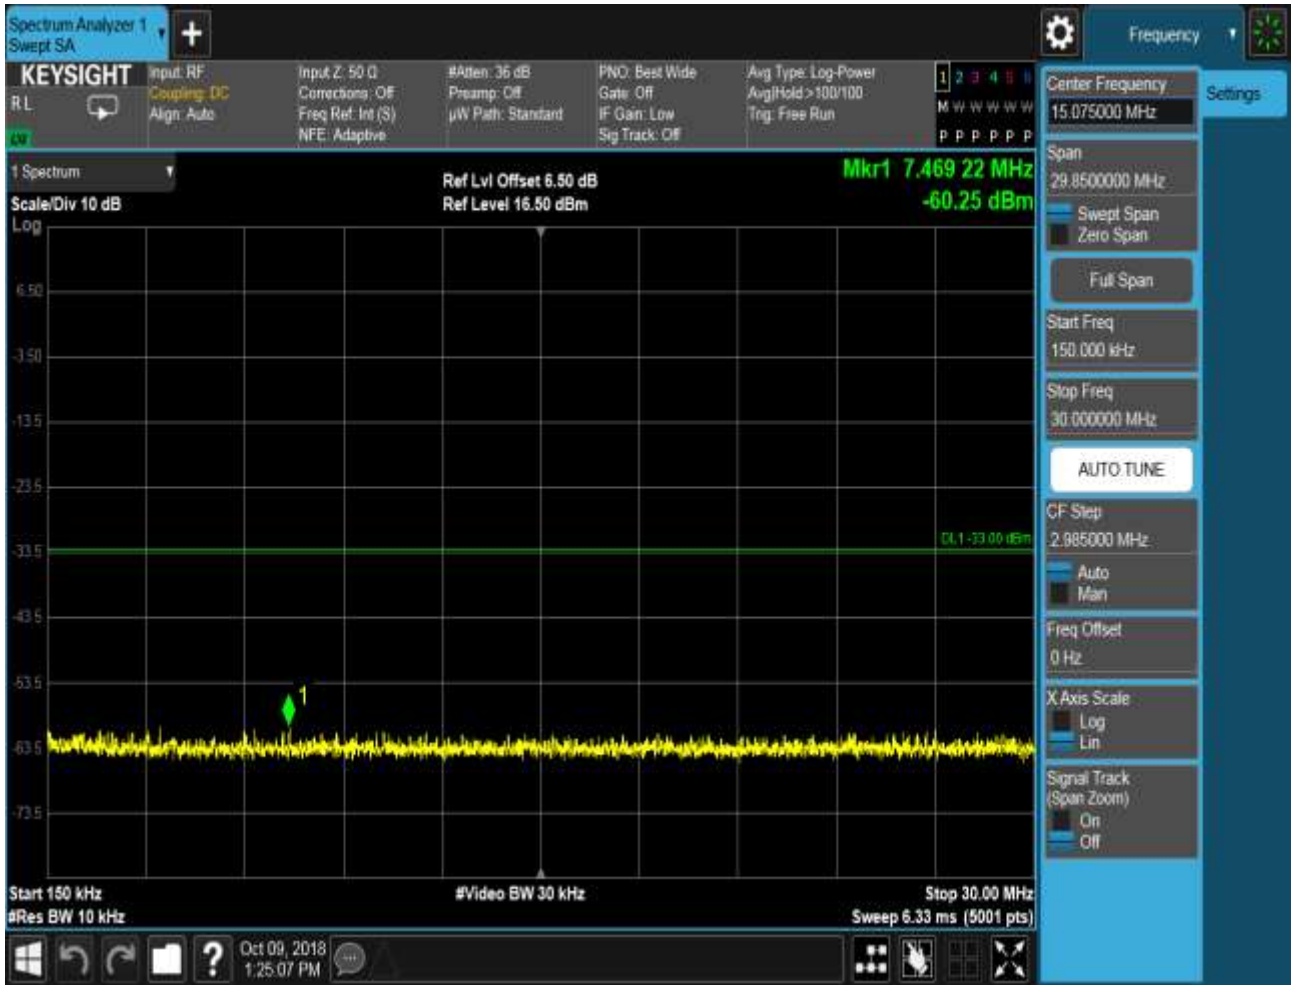 Spectrum Analyzer 1
Swept SA
+
Frequency
KEYSIGHT
RL
Input: RF
Coupling: DC
Align: Auto
Input Z: 50 Ω
Corrections: Off
Freq Ref: Int (S)
NFE: Adaptive
#Atten: 36 dB
Preamp: Off
µW Path: Standard
PNO: Best Wide
Gate: Off
IF Gain: Low
Sig Track: Off
Avg Type: Log-Power
Avg|Hold:>100/100
Trig: Free Run
1 2 3 4 5 6
M W W W W W
P P P P P P
1 Spectrum
Scale/Div 10 dB
Log
Ref Lvl Offset 6.50 dB
Ref Level 16.50 dBm
Mkr1 7.469 22 MHz
-60.25 dBm
6.50
-3.50
-13.5
-23.5
-33.5
-43.5
-53.5
-63.5
-73.5
DL1 -33.00 dBm
1
Start 150 kHz
#Res BW 10 kHz
#Video BW 30 kHz
Stop 30.00 MHz
Sweep 6.33 ms (5001 pts)
Center Frequency
15.075000 MHz
Settings
Span
29.8500000 MHz
Swept Span
Zero Span
Full Span
Start Freq
150.000 kHz
Stop Freq
30.000000 MHz
AUTO TUNE
CF Step
2.985000 MHz
Auto
Man
Freq Offset
0 Hz
X Axis Scale
Log
Lin
Signal Track
(Span Zoom)
On
Off
?
Oct 09, 2018
1:25:07 PM